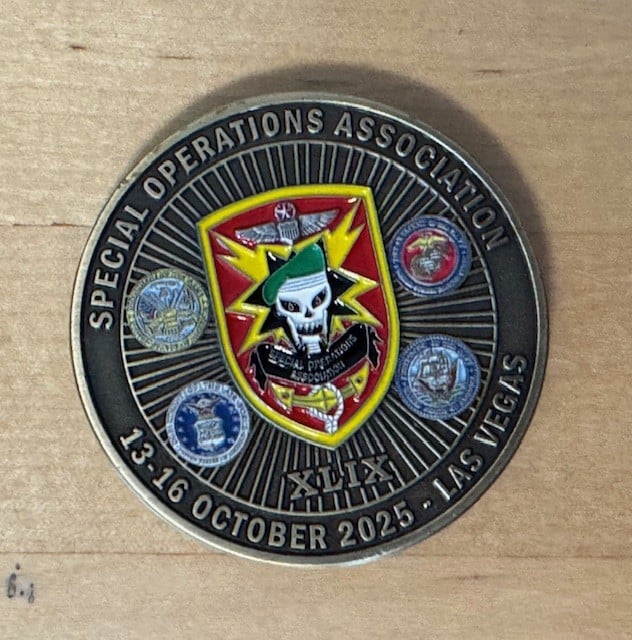 SPECIAL OPERATIONS ASSOCIATION
SPECIAL OPERATIONS
ASSOCIATION
XLIX
13-16 OCTOBER 2025 - LAS VEGAS